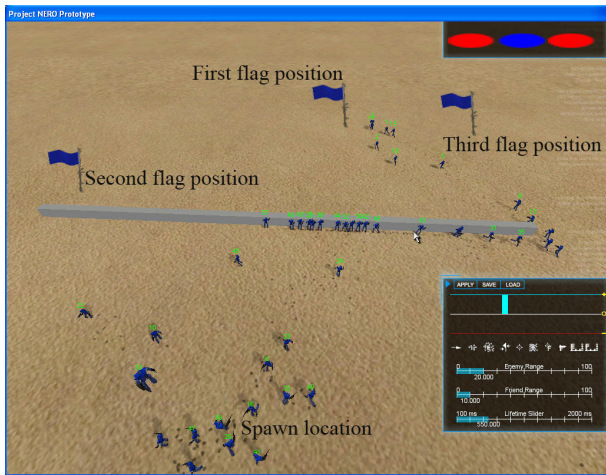 Project NERO Prototype
First flag position
Third flag position
Second flag position
APPLY SAVE LOAD
0 Enemy Range 100
20.000
0 Friend Range 100
10.000
100 ms Lifetime Slider 2000 ms
550.000
Spawn location